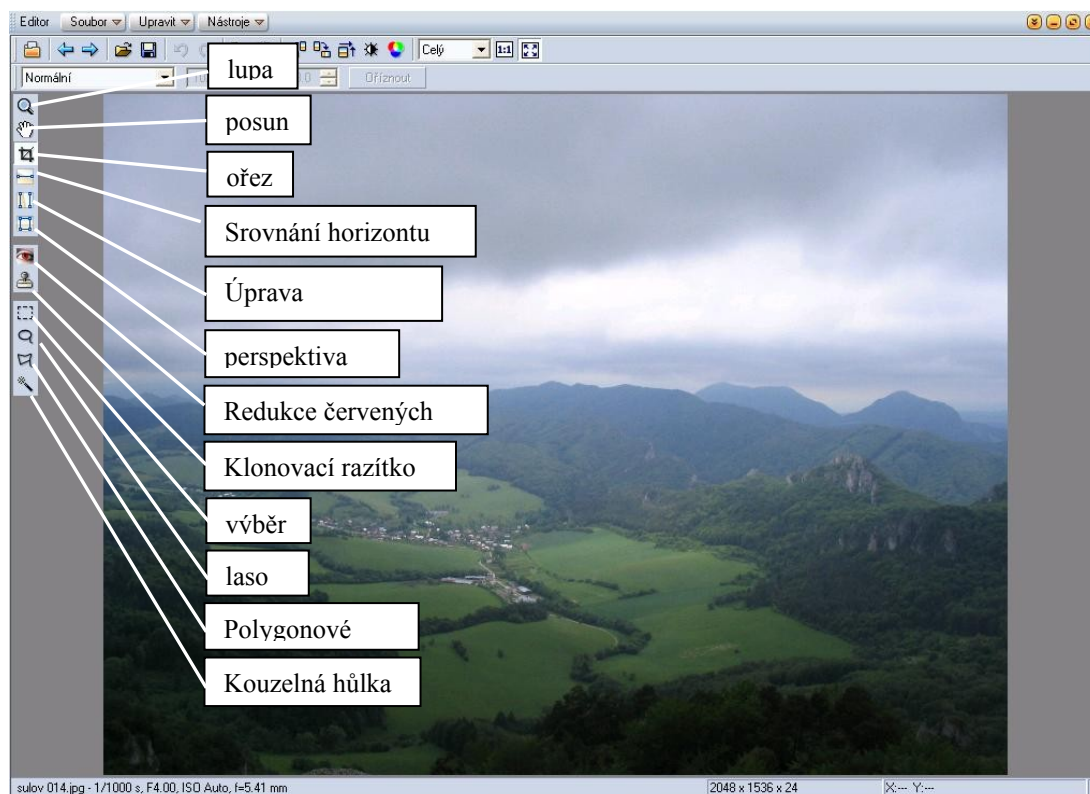 Editor Soubor Upravit Nástroje
Celý 1:1
Normální Oříznout
lupa
posun
ořez
Srovnání horizontu
Úprava
perspektiva
Redukce červených
Klonovací razítko
výběr
laso
Polygonové
Kouzelná hůlka
sulov 014.jpg - 1/1000 s, F4.00, ISO Auto, f=5.41 mm 2048 x 1536 x 24 X:--- Y:---